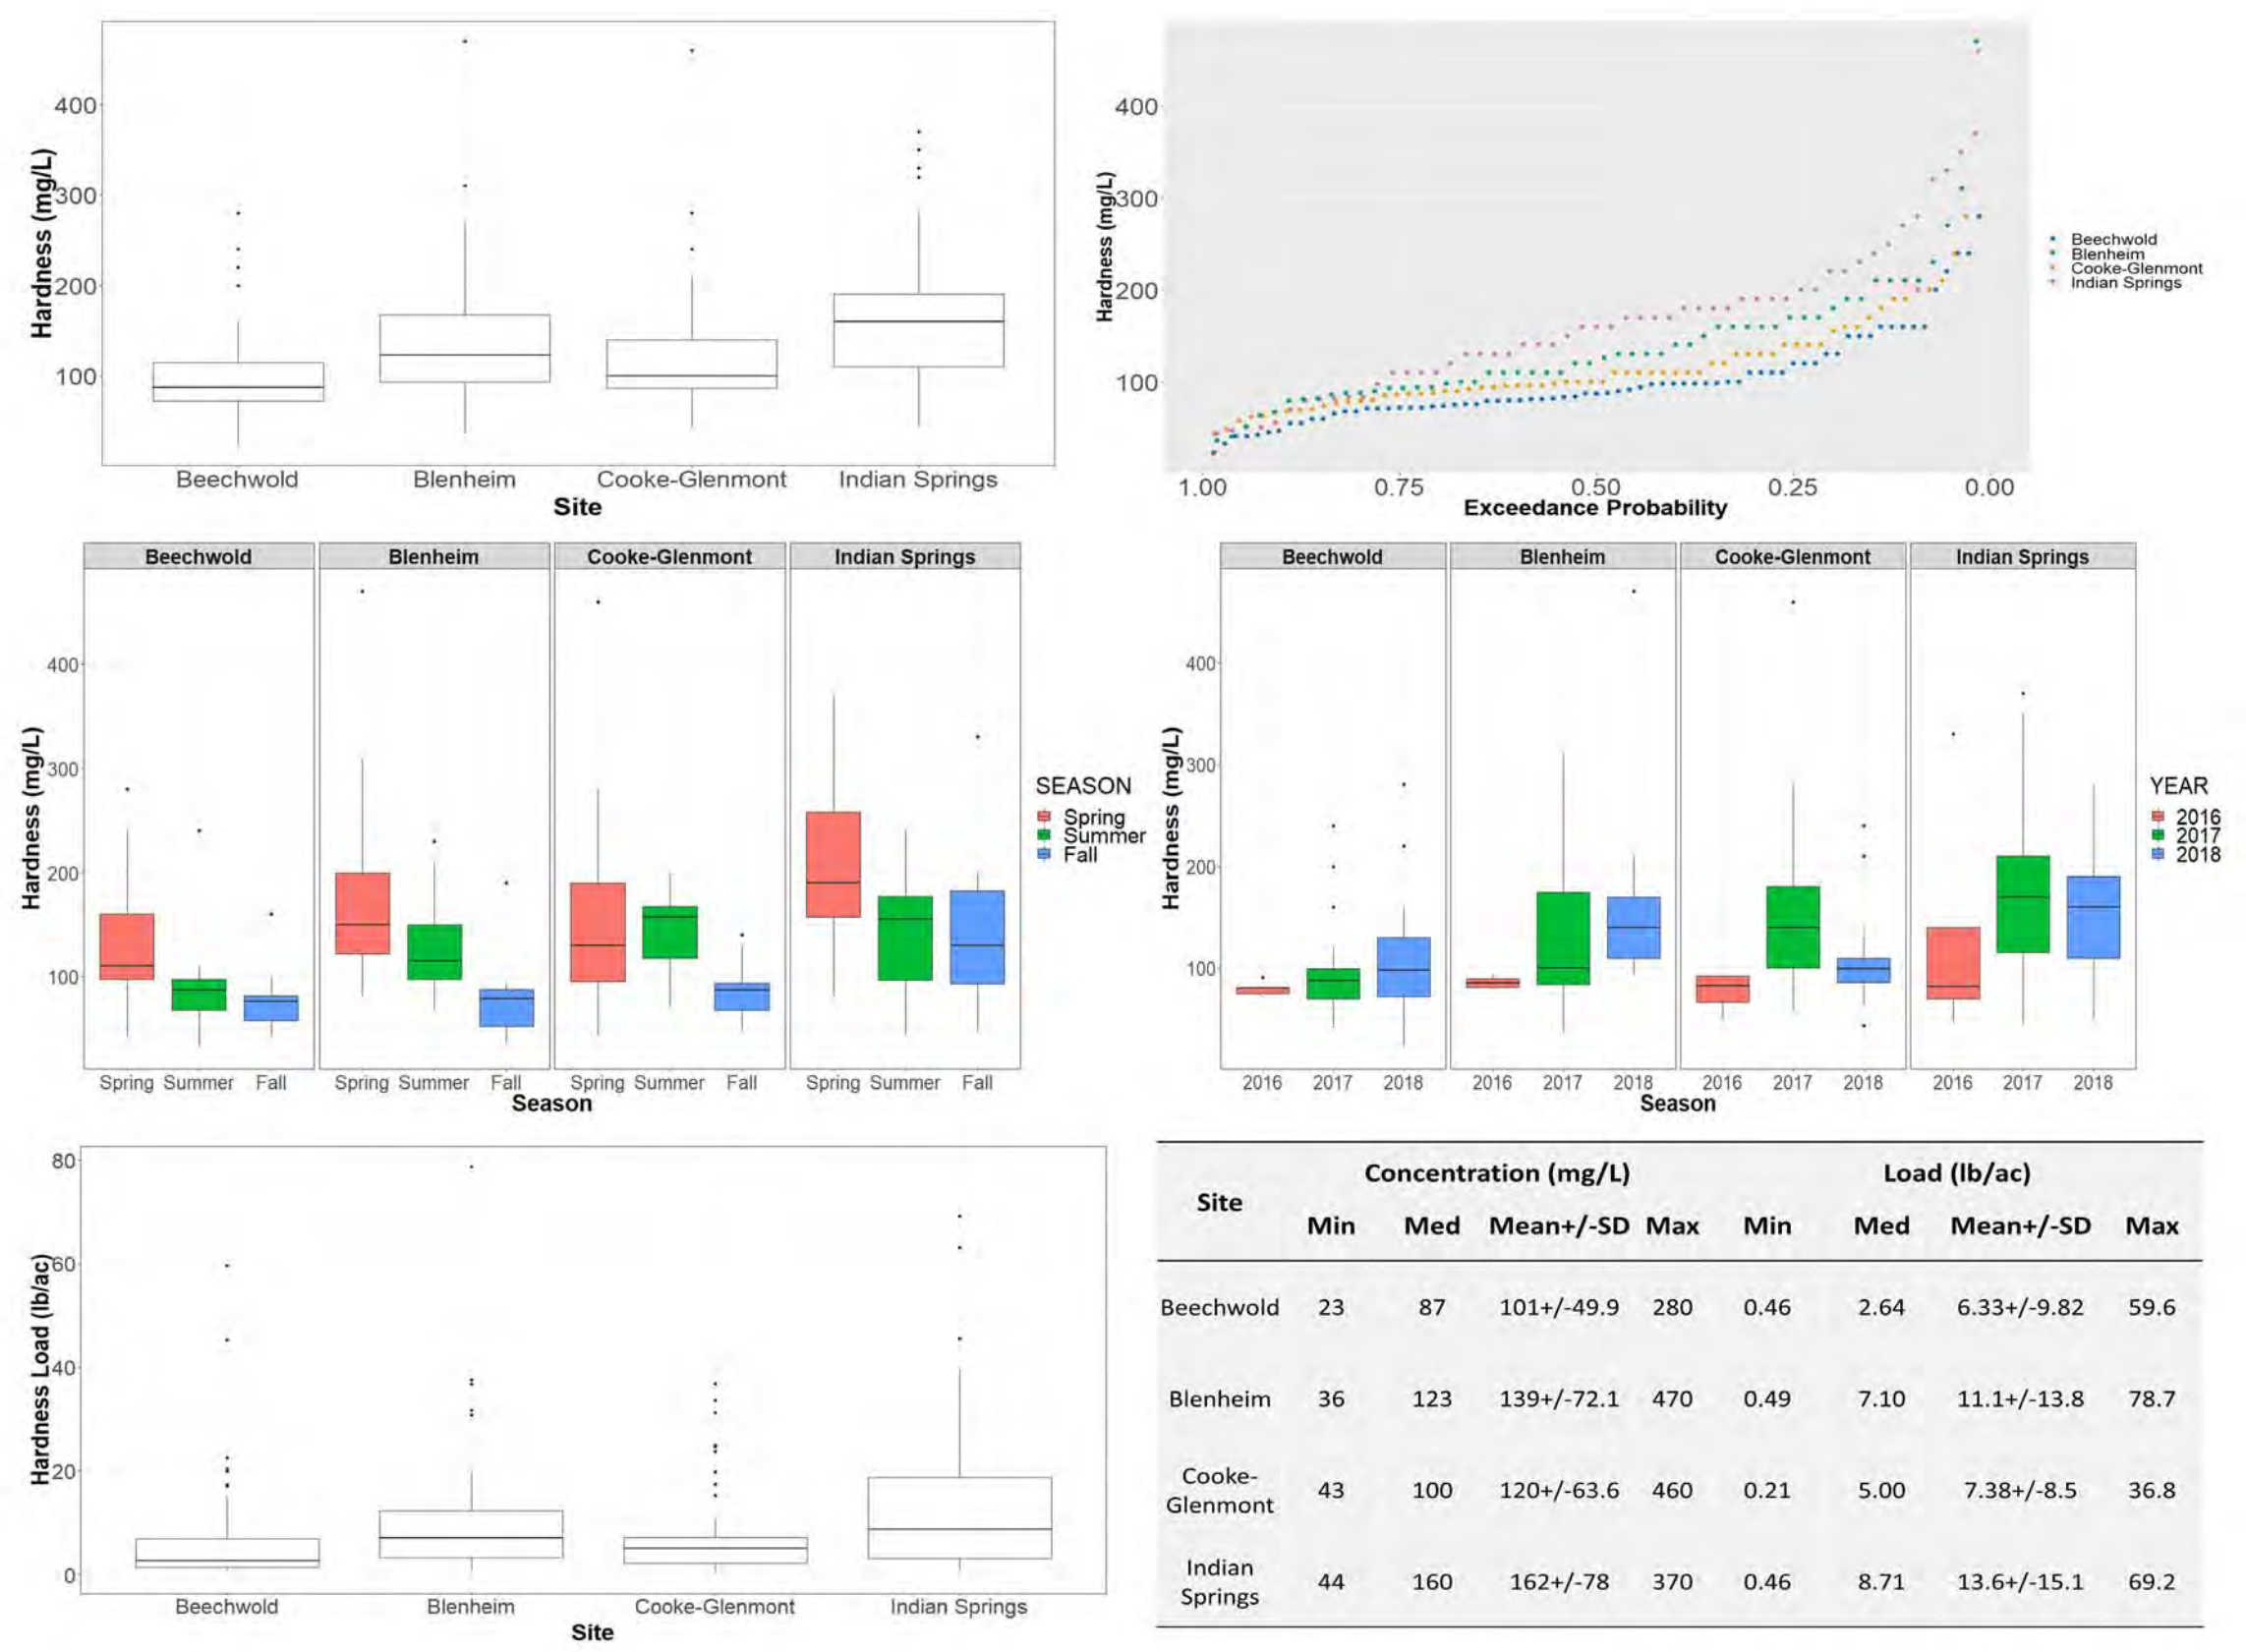 400
300
200
100
Hardness (mg/L)
Beechwold Blenheim Cooke-Glenmont Indian Springs
Site
400
300
200
100
Hardness (mg/L)
1.00 0.75 0.50 0.25 0.00
Exceedance Probability
Beechwold
Blenheim
Cooke-Glenmont
Indian Springs
Beechwold Blenheim Cooke-Glenmont Indian Springs
400
300
200
100
Hardness (mg/L)
Spring Summer Fall Spring Summer Fall Spring Summer Fall Spring Summer Fall
Season
SEASON
Spring
Summer
Fall
Beechwold Blenheim Cooke-Glenmont Indian Springs
400
300
200
100
Hardness (mg/L)
2016 2017 2018 2016 2017 2018 2016 2017 2018 2016 2017 2018
Season
YEAR
2016
2017
2018
80
60
40
20
0
Hardness Load (lb/ac)
Beechwold Blenheim Cooke-Glenmont Indian Springs
Site
Concentration (mg/L) Load (lb/ac)
Site
Min Med Mean+/-SD Max Min Med Mean+/-SD Max
Beechwold 23 87 101+/-49.9 280 0.46 2.64 6.33+/-9.82 59.6
Blenheim 36 123 139+/-72.1 470 0.49 7.10 11.1+/-13.8 78.7
Cooke-
Glenmont 43 100 120+/-63.6 460 0.21 5.00 7.38+/-8.5 36.8
Indian
Springs 44 160 162+/-78 370 0.46 8.71 13.6+/-15.1 69.2